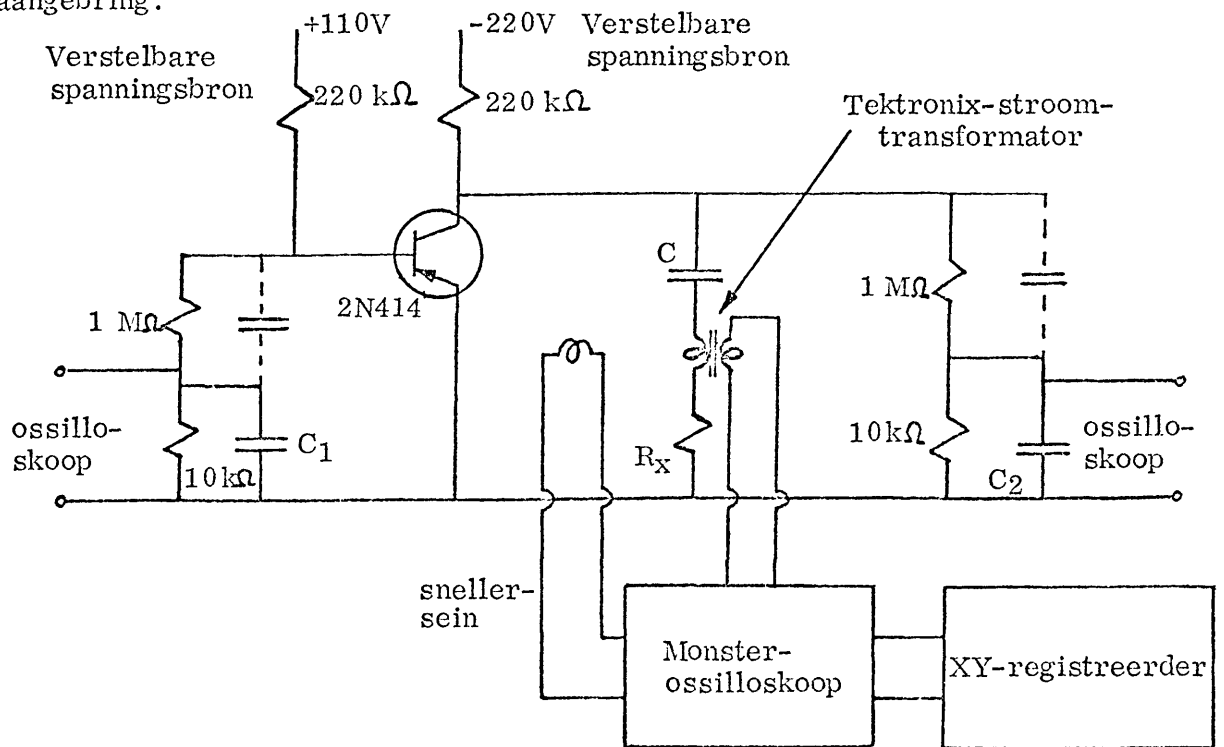 aangebring.
+110V
-220V
Verstelbare
spanningsbron
Verstelbare
spanningsbron
220 kΩ
220 kΩ
Tektronix-stroom-
transformator
C
1 MΩ
2N414
1 MΩ
ossillo-
skoop
10kΩ
C1
Rx
10kΩ
C2
ossillo-
skoop
sneller-
sein
Monster-
ossilloskoop
XY-registreerder